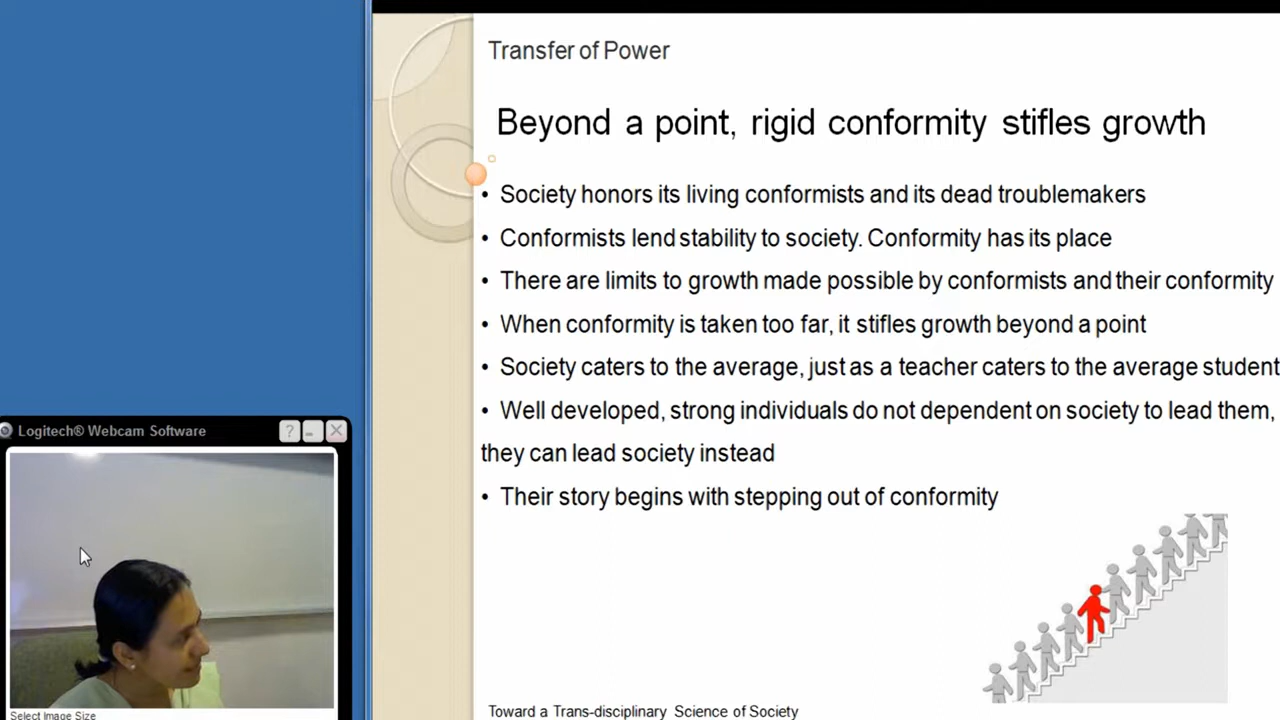 Transfer of Power
Beyond a point, rigid conformity stifles growth
• Society honors its living conformists and its dead troublemakers
• Conformists lend stability to society. Conformity has its place
• There are limits to growth made possible by conformists and their conformity
• When conformity is taken too far, it stifles growth beyond a point
• Society caters to the average, just as a teacher caters to the average student
• Well developed, strong individuals do not dependent on society to lead them,
they can lead society instead
• Their story begins with stepping out of conformity
Toward a Trans-disciplinary Science of Society
Logitech® Webcam Software
Select Image Size